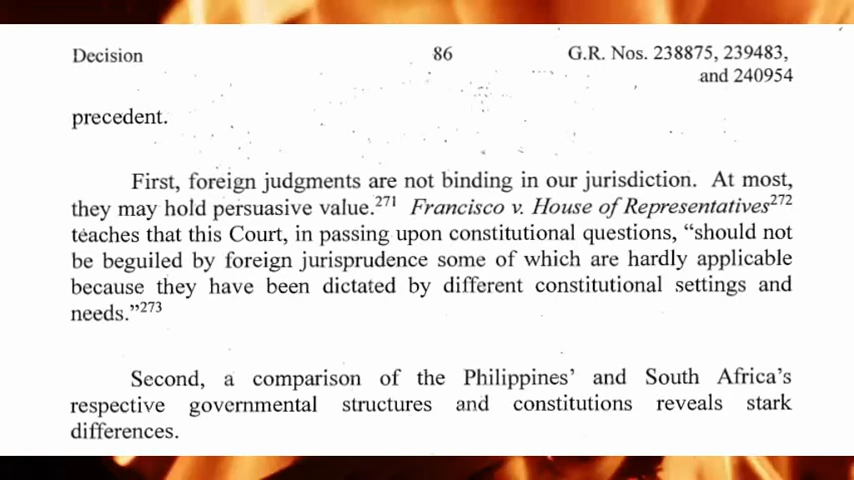 Decision 86 G.R. Nos. 238875, 239483,
and 240954
precedent.
First, foreign judgments are not binding in our jurisdiction. At most,
they may hold persuasive value.271 Francisco v. House of Representatives272
teaches that this Court, in passing upon constitutional questions, “should not
be beguiled by foreign jurisprudence some of which are hardly applicable
because they have been dictated by different constitutional settings and
needs.”273
Second, a comparison of the Philippines’ and South Africa’s
respective governmental structures and constitutions reveals stark
differences.